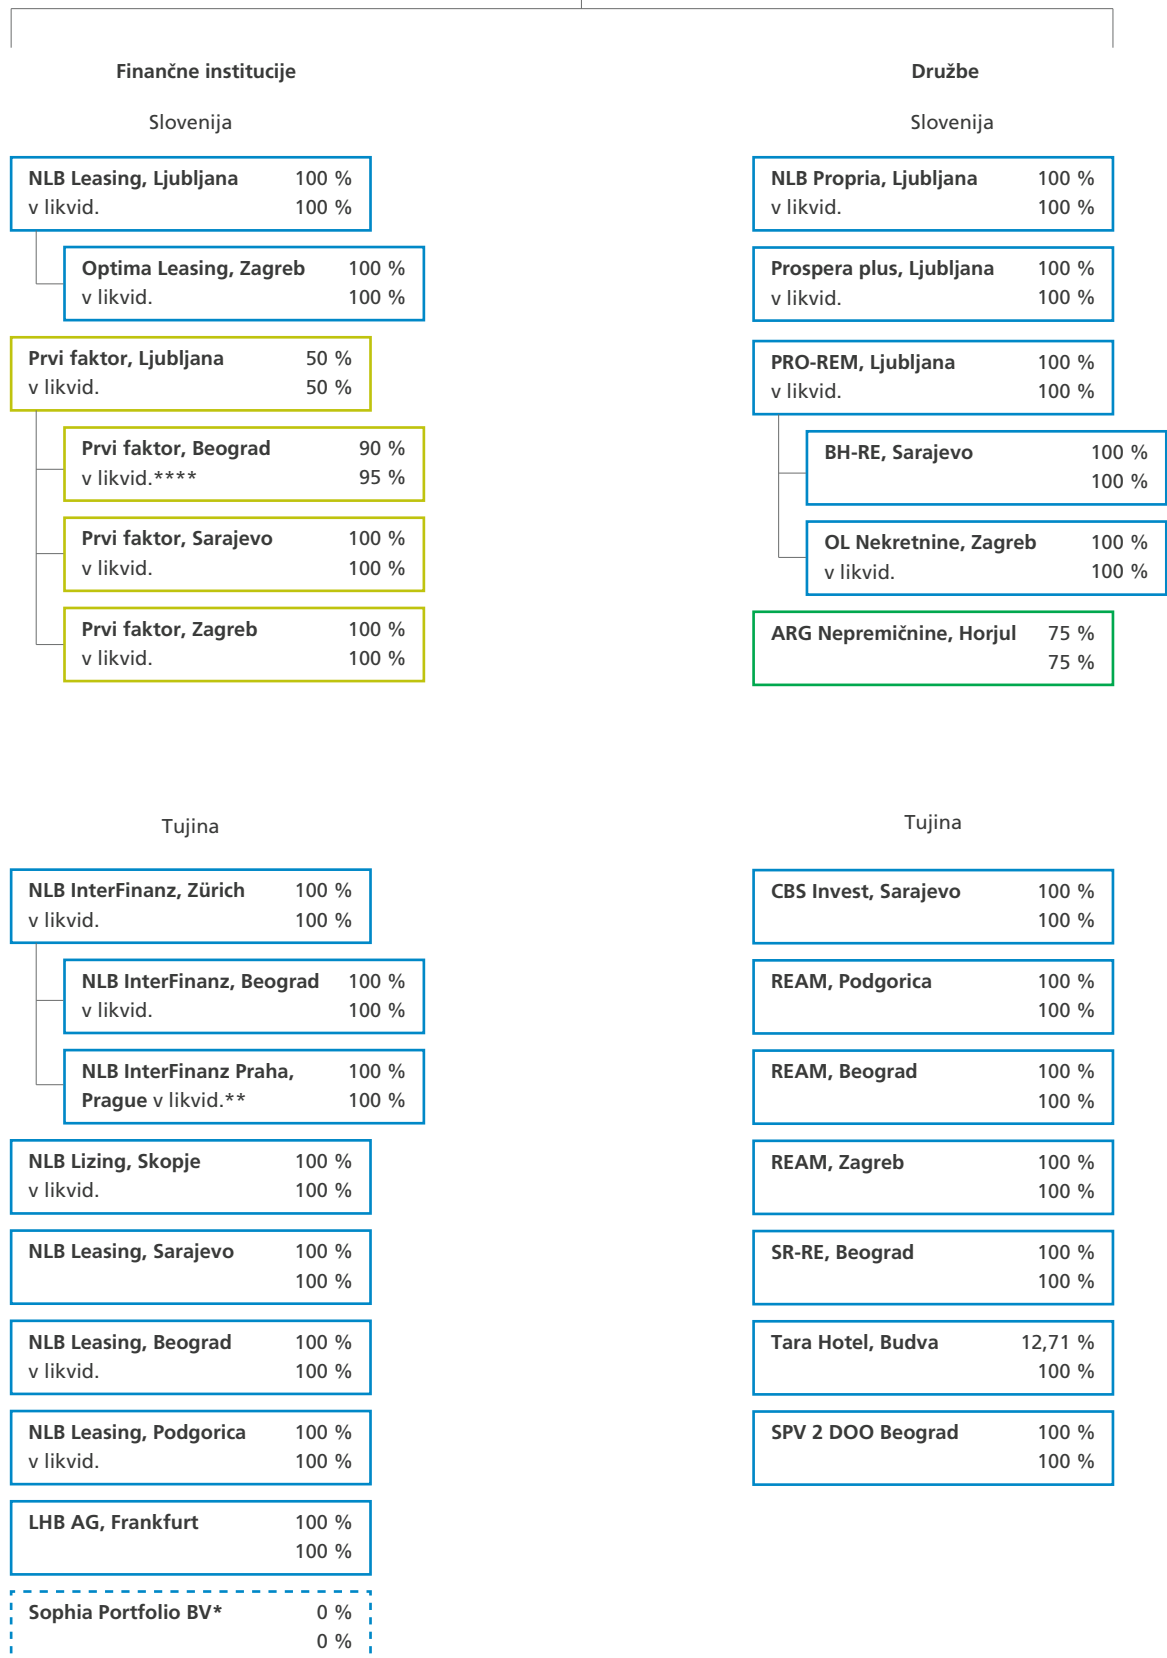 Finančne institucije
Slovenija
NLB Leasing, Ljubljana 100 %
v likvid. 100 %
Optima Leasing, Zagreb 100 %
v likvid. 100 %
Prvi faktor, Ljubljana 50 %
v likvid. 50 %
Prvi faktor, Beograd 90 %
v likvid.**** 95 %
Prvi faktor, Sarajevo 100 %
v likvid. 100 %
Prvi faktor, Zagreb 100 %
v likvid. 100 %
Tujina
NLB InterFinanz, Zürich 100 %
v likvid. 100 %
NLB InterFinanz, Beograd 100 %
v likvid. 100 %
NLB InterFinanz Praha, 100 %
Prague v likvid.** 100 %
NLB Lizing, Skopje 100 %
v likvid. 100 %
NLB Leasing, Sarajevo 100 %
100 %
NLB Leasing, Beograd 100 %
v likvid. 100 %
NLB Leasing, Podgorica 100 %
v likvid. 100 %
LHB AG, Frankfurt 100 %
100 %
Sophia Portfolio BV* 0 %
0 %
Družbe
Slovenija
NLB Propria, Ljubljana 100 %
v likvid. 100 %
Prospera plus, Ljubljana 100 %
v likvid. 100 %
PRO-REM, Ljubljana 100 %
v likvid. 100 %
BH-RE, Sarajevo 100 %
100 %
OL Nekretnine, Zagreb 100 %
v likvid. 100 %
ARG Nepremičnine, Horjul 75 %
75 %
Tujina
CBS Invest, Sarajevo 100 %
100 %
REAM, Podgorica 100 %
100 %
REAM, Beograd 100 %
100 %
REAM, Zagreb 100 %
100 %
SR-RE, Beograd 100 %
100 %
Tara Hotel, Budva 12,71 %
100 %
SPV 2 DOO Beograd 100 %
100 %